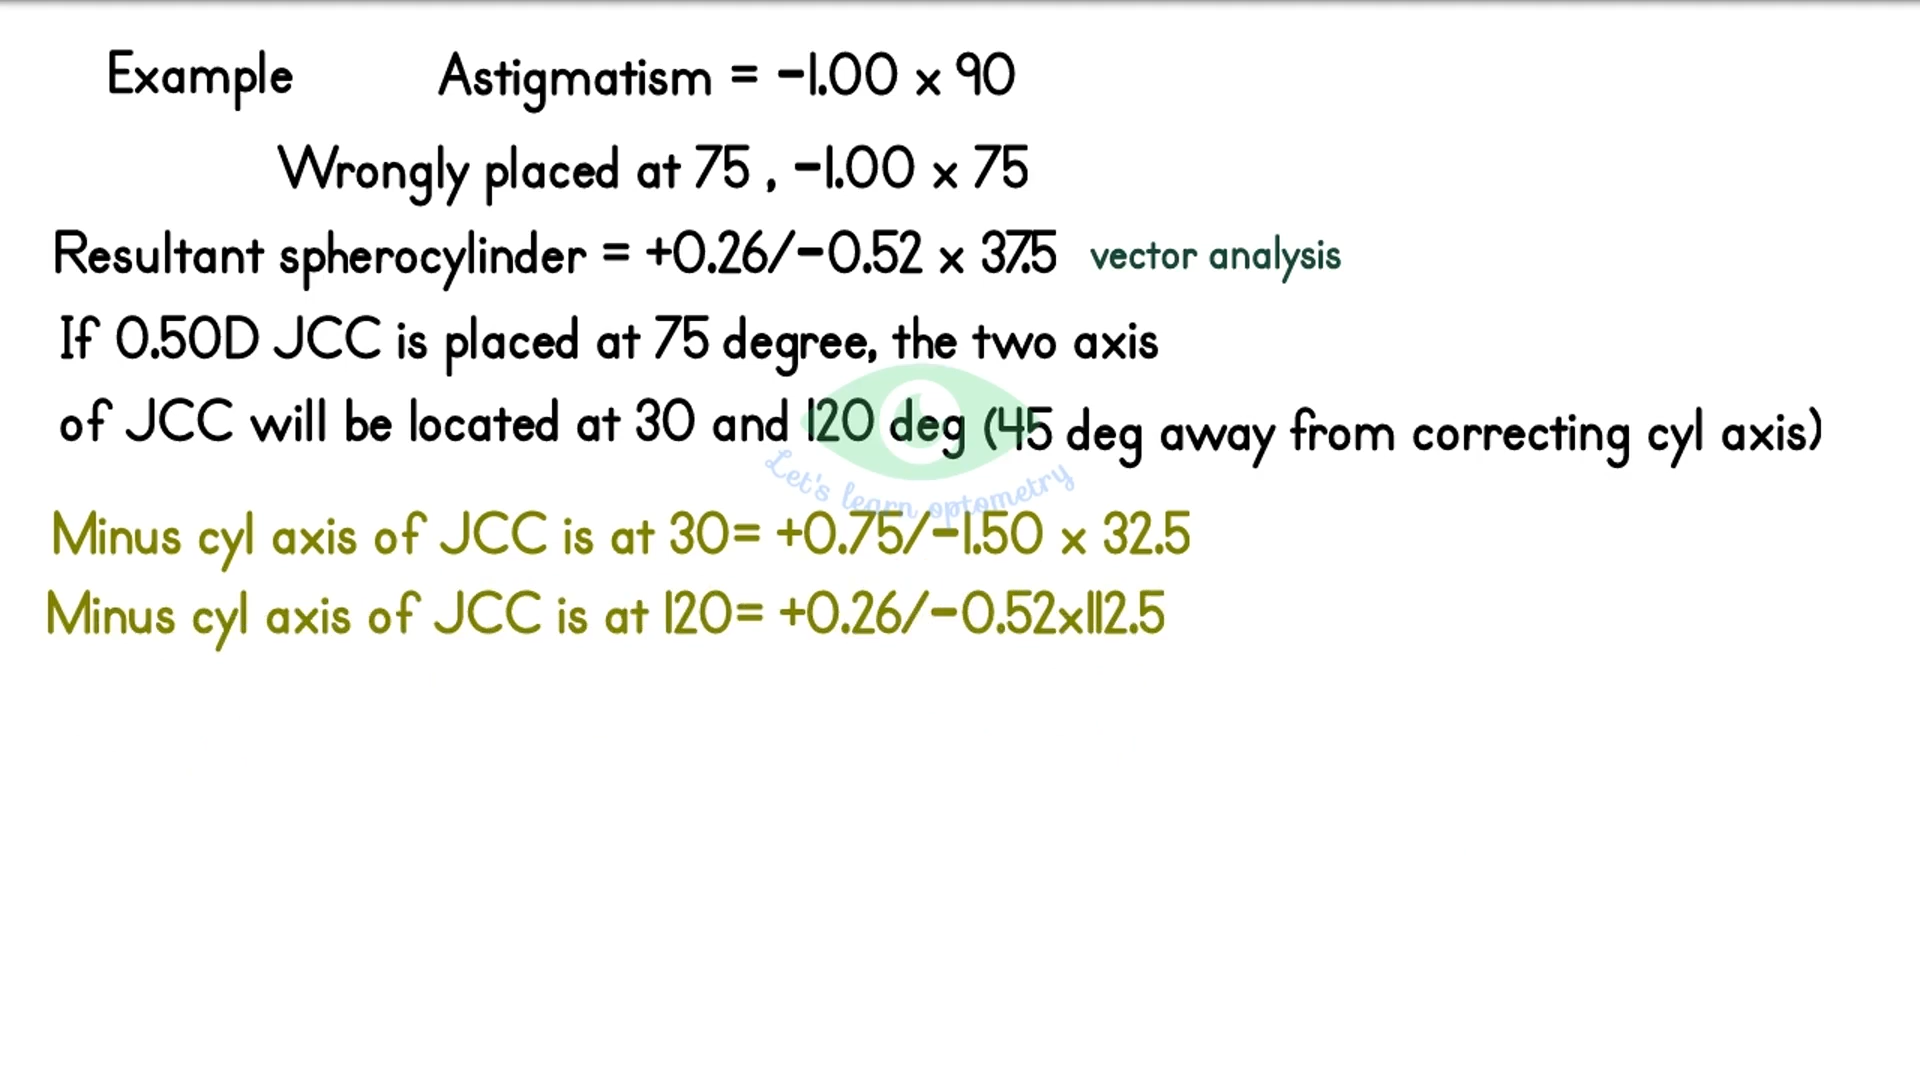 Example Astigmatism = -1.00 x 90
Wrongly placed at 75 , -1.00 x 75
Resultant spherocylinder = +0.26/-0.52 x 37.5 vector analysis
If 0.50D JCC is placed at 75 degree, the two axis
of JCC will be located at 30 and 120 deg (45 deg away from correcting cyl axis)
Let's learn optometry
Minus cyl axis of JCC is at 30= +0.75/-1.50 x 32.5
Minus cyl axis of JCC is at 120= +0.26/-0.52x112.5